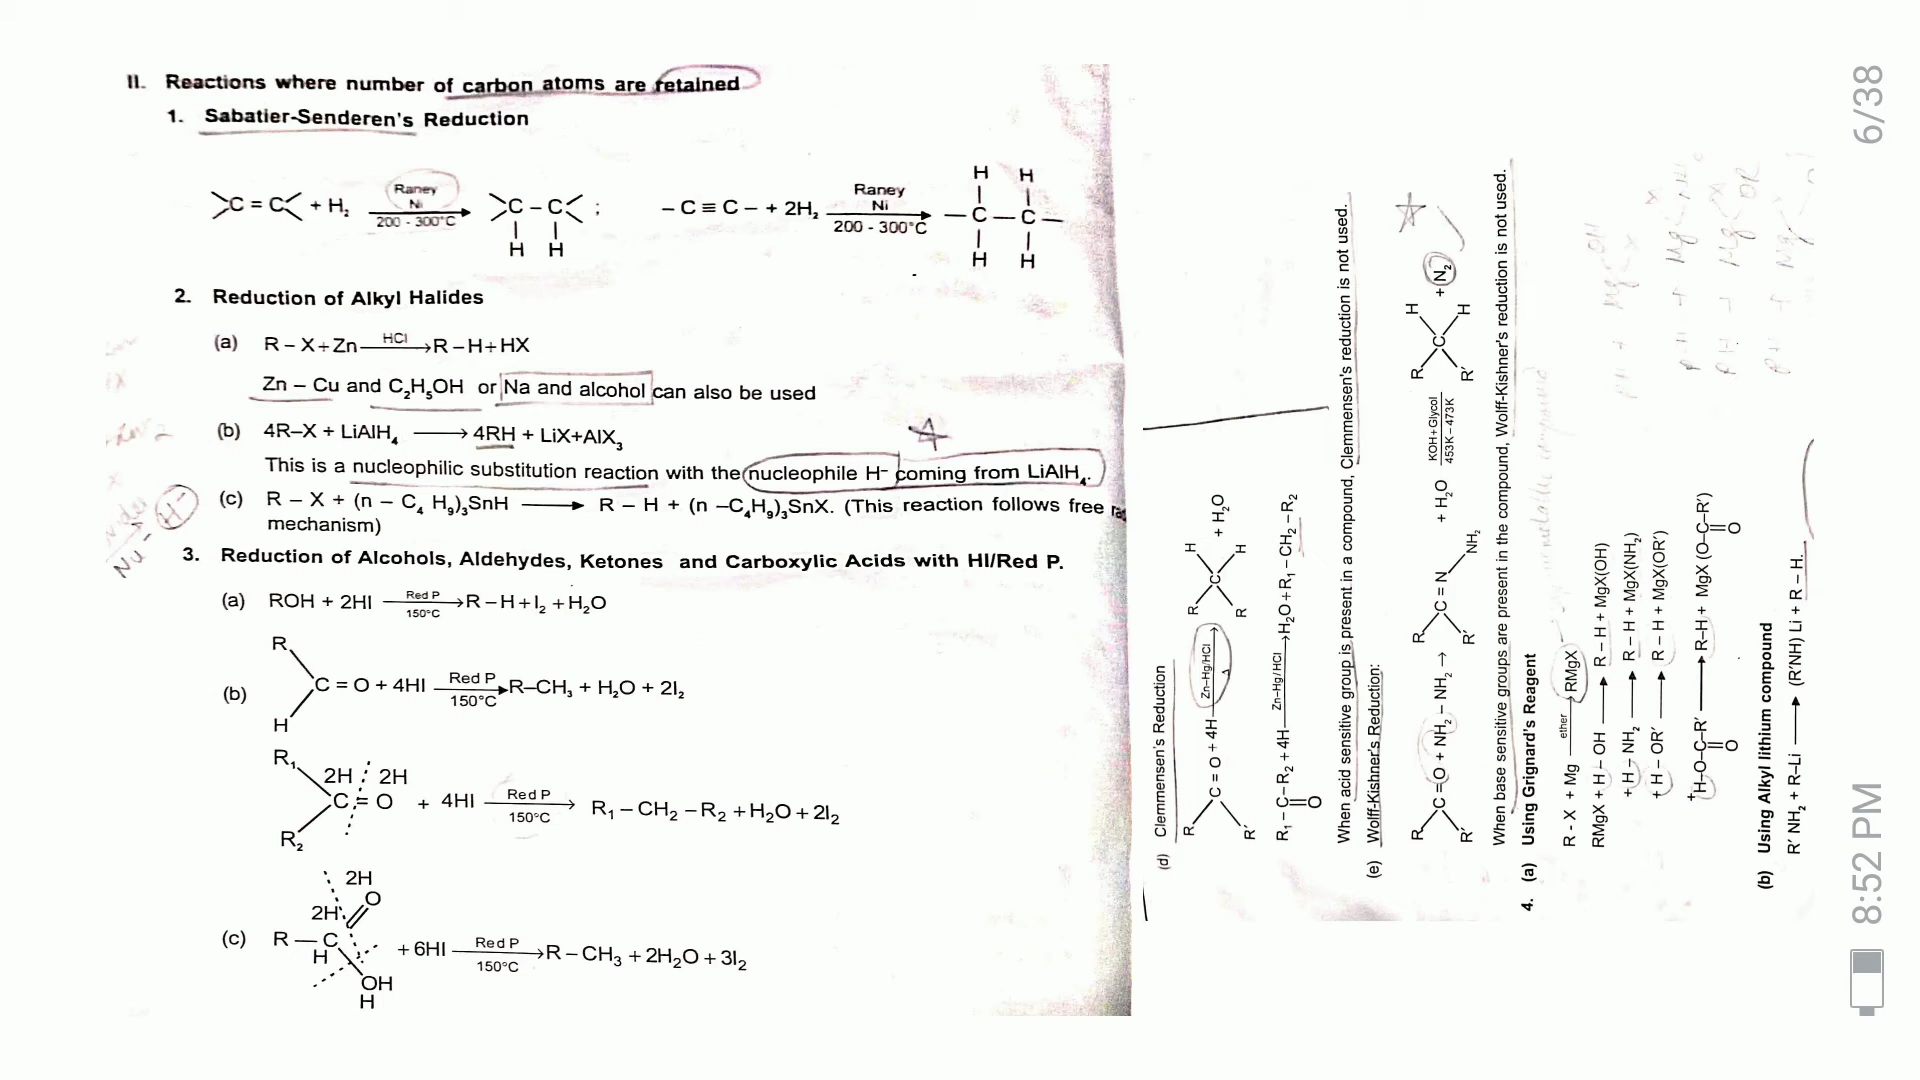 II. Reactions where number of carbon atoms are retained
1. Sabatier-Senderen's Reduction
>C = C< + H₂ Raney Ni 200 - 300°C >C – C< ; – C ≡ C – + 2H₂ Raney Ni 200 - 300°C – C – C –
H H
H H
H H
2. Reduction of Alkyl Halides
(a) R – X + Zn HCl → R – H + HX
Zn – Cu and C₂H₅OH or Na and alcohol can also be used
(b) 4R–X + LiAlH₄ → 4RH + LiX+AlX₃
This is a nucleophilic substitution reaction with the nucleophile H⁻ coming from LiAlH₄.
(c) R – X + (n – C₄ H₉)₃SnH → R – H + (n –C₄H₉)₃SnX. (This reaction follows free
mechanism)
Nu⁻ → H⁻
3. Reduction of Alcohols, Aldehydes, Ketones and Carboxylic Acids with HI/Red P.
(a) ROH + 2HI Red P 150°C → R – H + I₂ + H₂O
R
(b) C = O + 4HI Red P 150°C → R–CH₃ + H₂O + 2I₂
H
R₁
2H 2H
C = O + 4HI Red P 150°C → R₁ – CH₂ – R₂ + H₂O + 2I₂
R₂
2H
2H O
(c) R – C + 6HI Red P 150°C → R – CH₃ + 2H₂O + 3I₂
H
OH
H
(d) Clemmensen's Reduction
R R' C = O + 4H Zn–Hg/HCl Δ → R R C H H + H₂O
R₁ – C – R₂ + 4H Zn–Hg/HCl → H₂O + R₁ – CH₂ – R₂
O
When acid sensitive group is present in a compound, Clemmensen's reduction is not used.
(e) Wolff-Kishner's Reduction:
R R' C = O + NH₂ – NH₂ → R R' C = N NH₂ + H₂O KOH+Glycol 453K – 473K R R' C H H + N₂
When base sensitive groups are present in the compound, Wolff-Kishner's reduction is not used.
4. (a) Using Grignard's Reagent
R - X + Mg ether → RMgX
RMgX + H – OH → R – H + MgX(OH)
+ H – NH₂ → R – H + MgX(NH₂)
+ H – OR' → R – H + MgX(OR')
+ H–O–C–R' → R–H + MgX (O–C–R')
O O
(b) Using Alkyl lithium compound
R' NH₂ + R–Li → (R'NH) Li + R – H.
6/38
8:52 PM